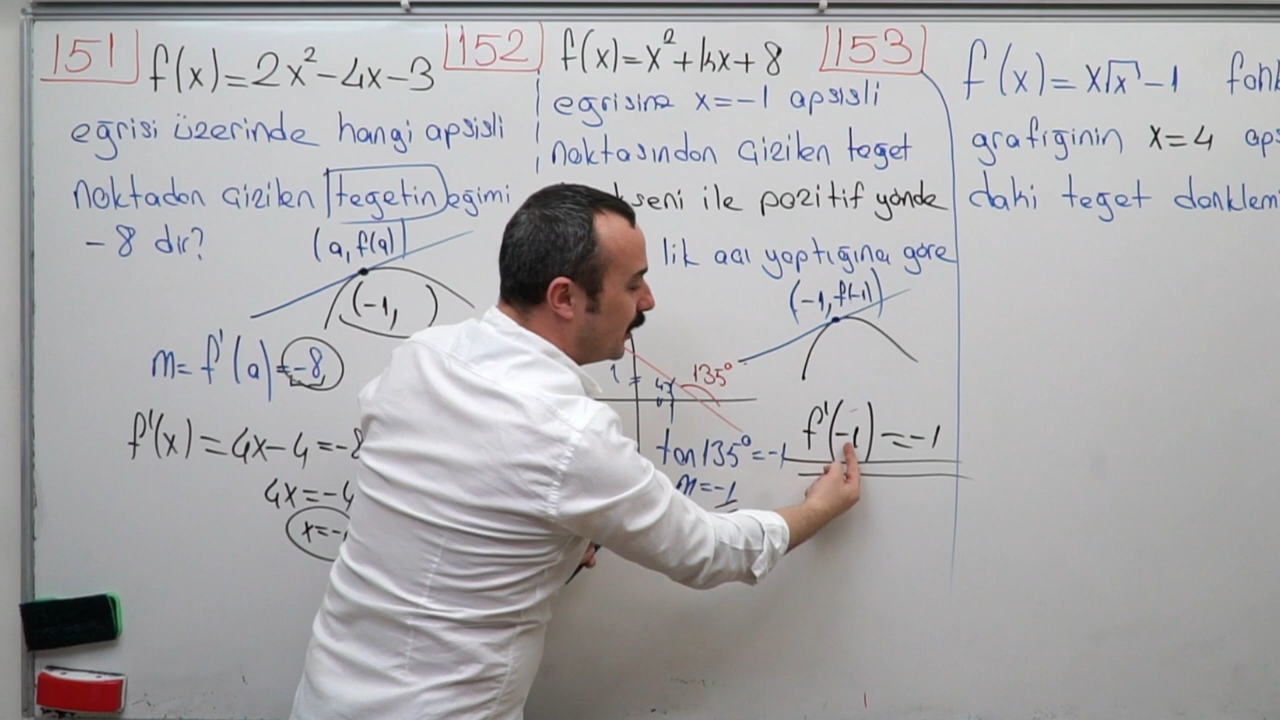 151
f(x)=2x²-4x-3
eğrisi üzerinde hangi apsisli
noktadan çizilen teğetin eğimi
-8 dir?
(a, f(a))
(-1, )
m= f'(a)=-8
f'(x)=4x-4=-8
4x=-4
152
f(x)=x²+kx+8
eğrisine x=-1 apsisli
noktasından çizilen teğet
seni ile pozitif yönde
lik açı yaptığına göre
(-1, f(-1))
135°
tan135°=-1
m=-1
f'(-1)=-1
153
f(x)=x√x-1
grafiğinin x=4
daki teğet denklem